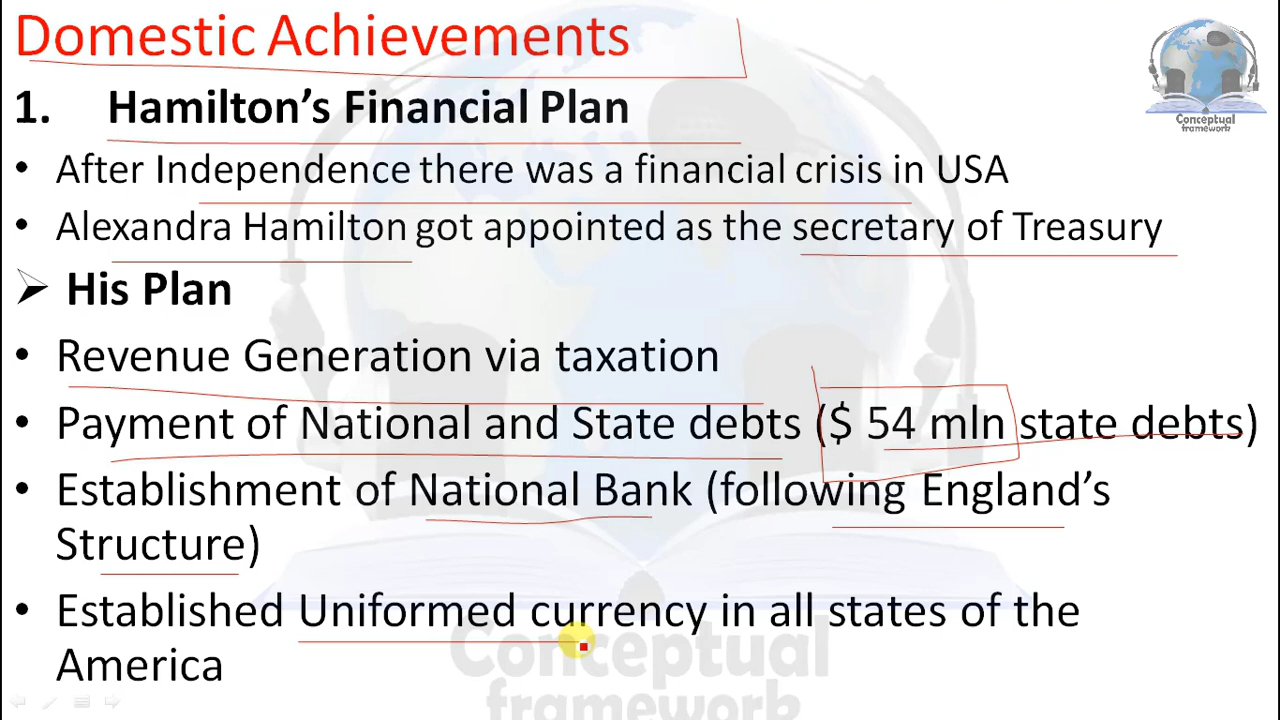 Domestic Achievements
1. Hamilton's Financial Plan
• After Independence there was a financial crisis in USA
• Alexandra Hamilton got appointed as the secretary of Treasury
➢ His Plan
• Revenue Generation via taxation
• Payment of National and State debts ($ 54 mln state debts)
• Establishment of National Bank (following England's
Structure)
• Established Uniformed currency in all states of the
America
Conceptual
framework
Conceptual
framework